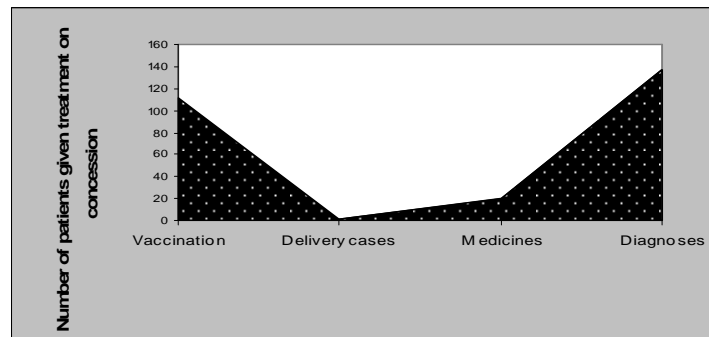 Number of patients given treatment on
concession
160
140
120
100
80
60
40
20
0
Vaccination
Delivery cases
Medicines
Diagnoses